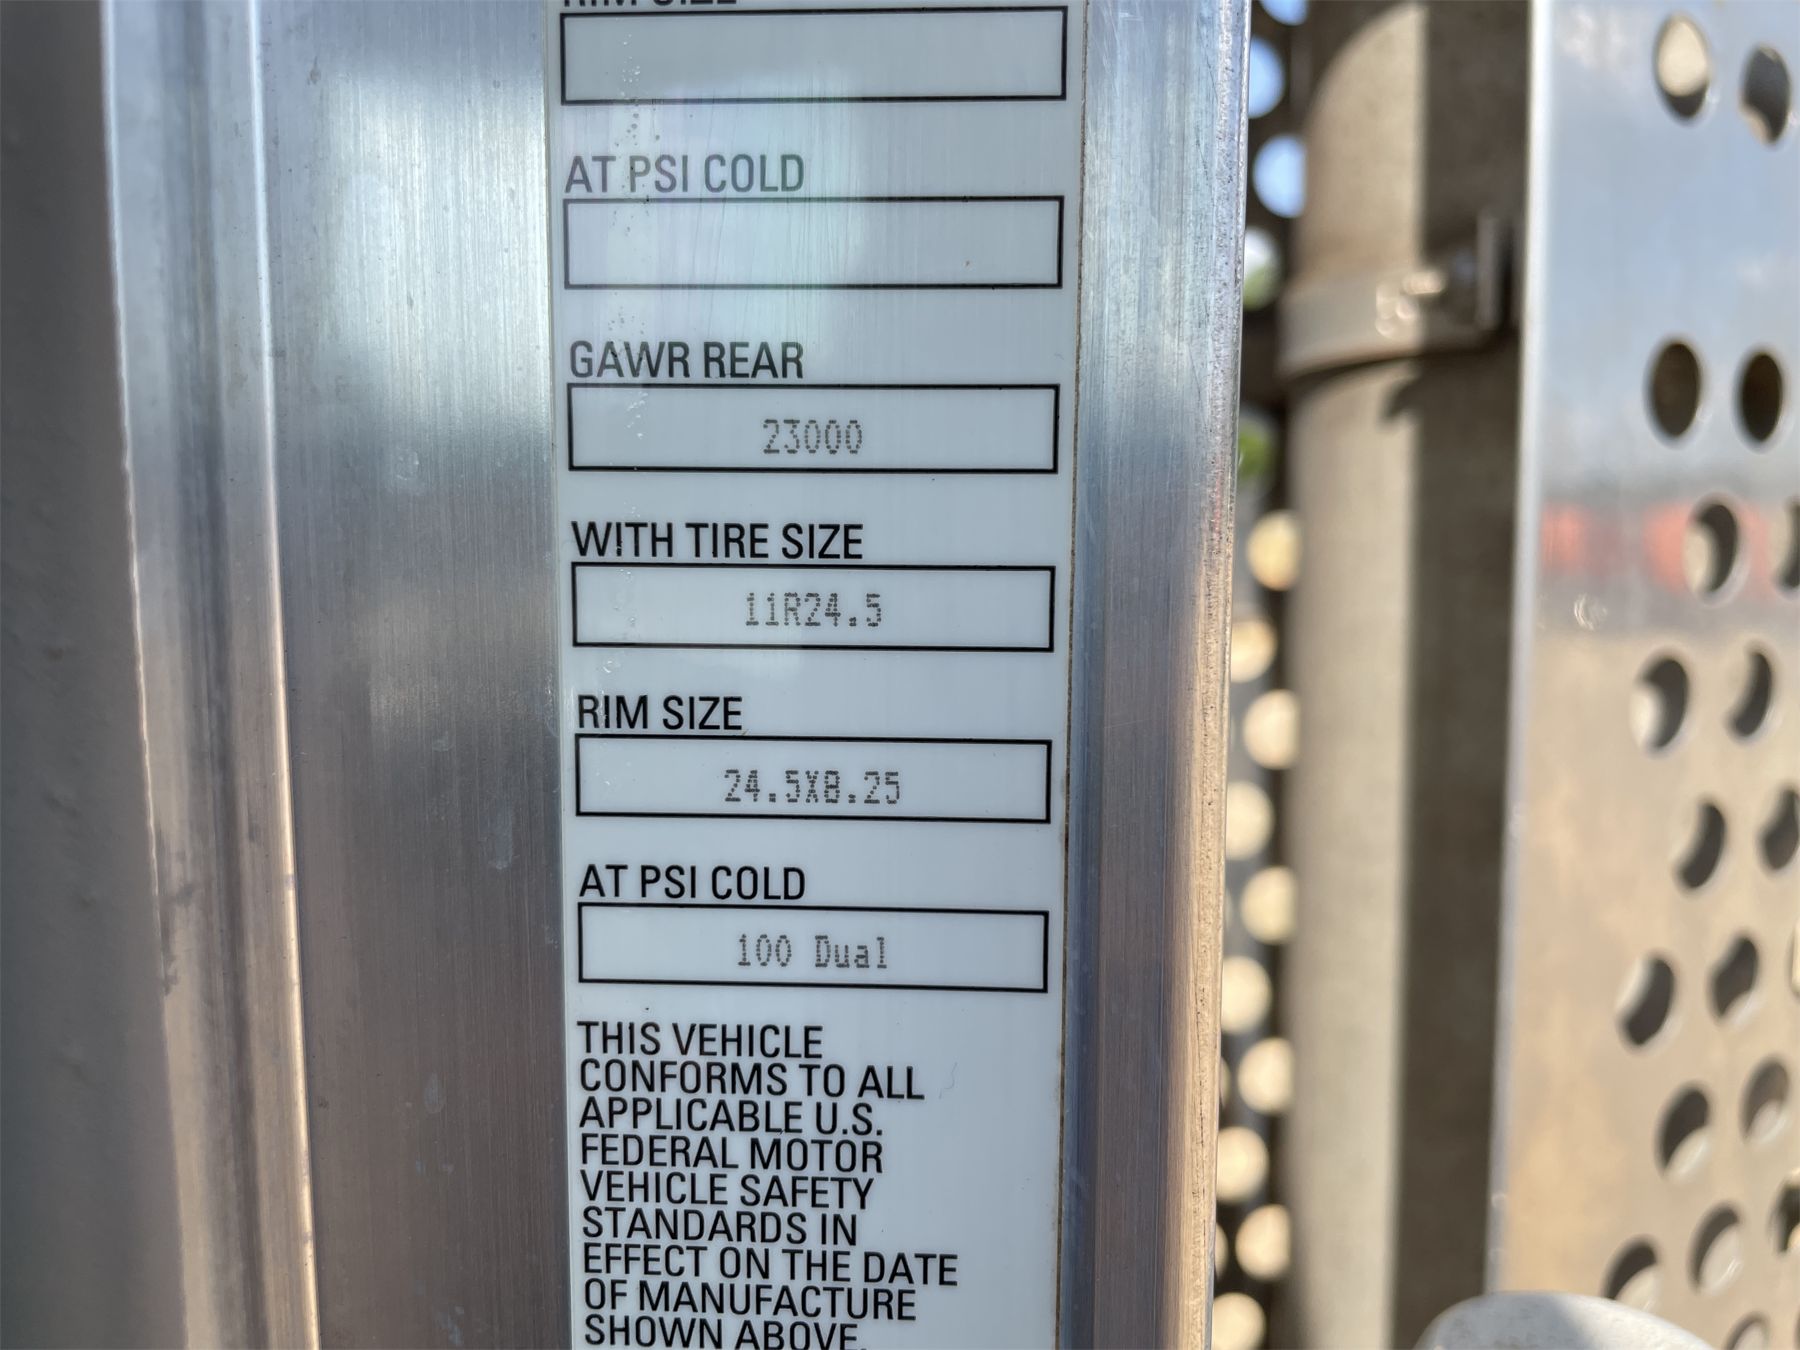 RIM SIZE
AT PSI COLD
GAWR REAR
23000
WITH TIRE SIZE
11R24.5
RIM SIZE
24.5X8.25
AT PSI COLD
100 Dual
THIS VEHICLE
CONFORMS TO ALL
APPLICABLE U.S.
FEDERAL MOTOR
VEHICLE SAFETY
STANDARDS IN
EFFECT ON THE DATE
OF MANUFACTURE
SHOWN ABOVE.